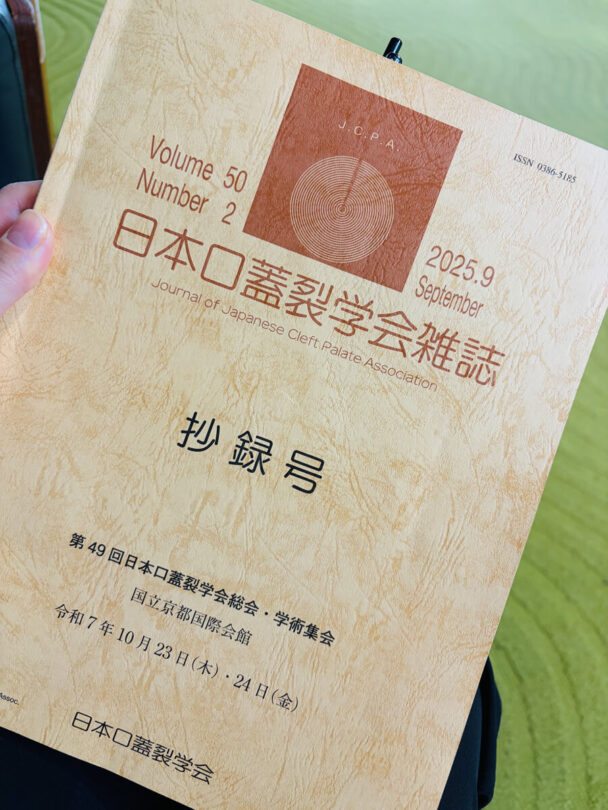 J.C.P.A.
ISSN 0386-5185
Volume 50
Number 2
2025.9
September
日本口蓋裂学会雑誌
Journal of Japanese Cleft Palate Association
抄録号
第49回日本口蓋裂学会総会・学術集会
国立京都国際会館
令和7年10月23日(木)・24日(金)
Assoc.
日本口蓋裂学会